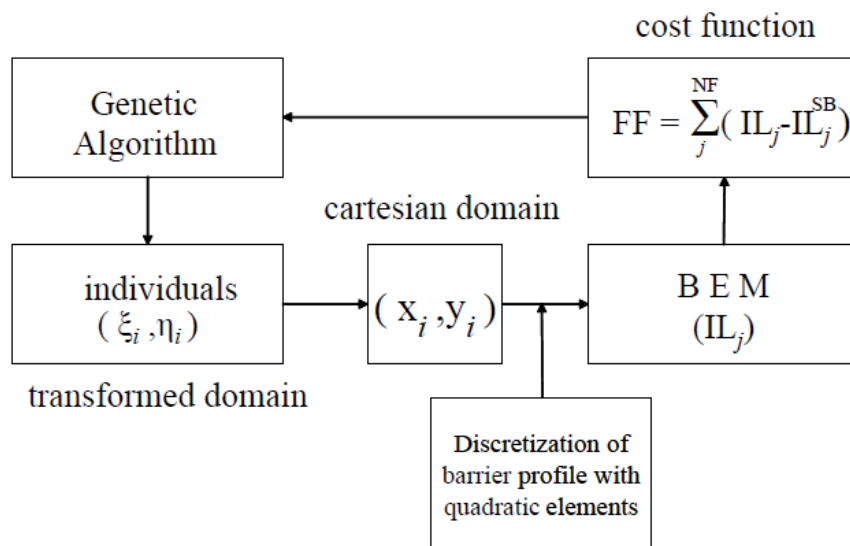 cost function
Genetic
Algorithm
NF
FF = ∑( IL_j-IL_j^SB)
j
cartesian domain
individuals
( ξ_i ,η_i )
( x_i ,y_i )
B E M
(IL_j)
transformed domain
Discretization of
barrier profile with
quadratic elements